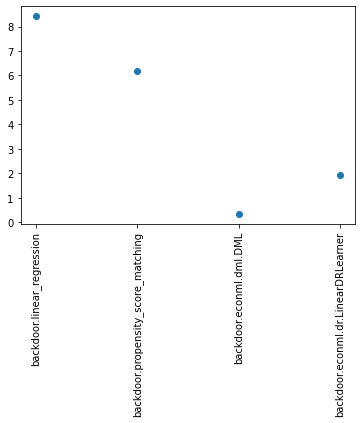 8
7
6
5
4
3
2
1
0
backdoor.linear_regression
backdoor.propensity_score_matching
backdoor.econml.dml.DML
backdoor.econml.dr.LinearDRLearner